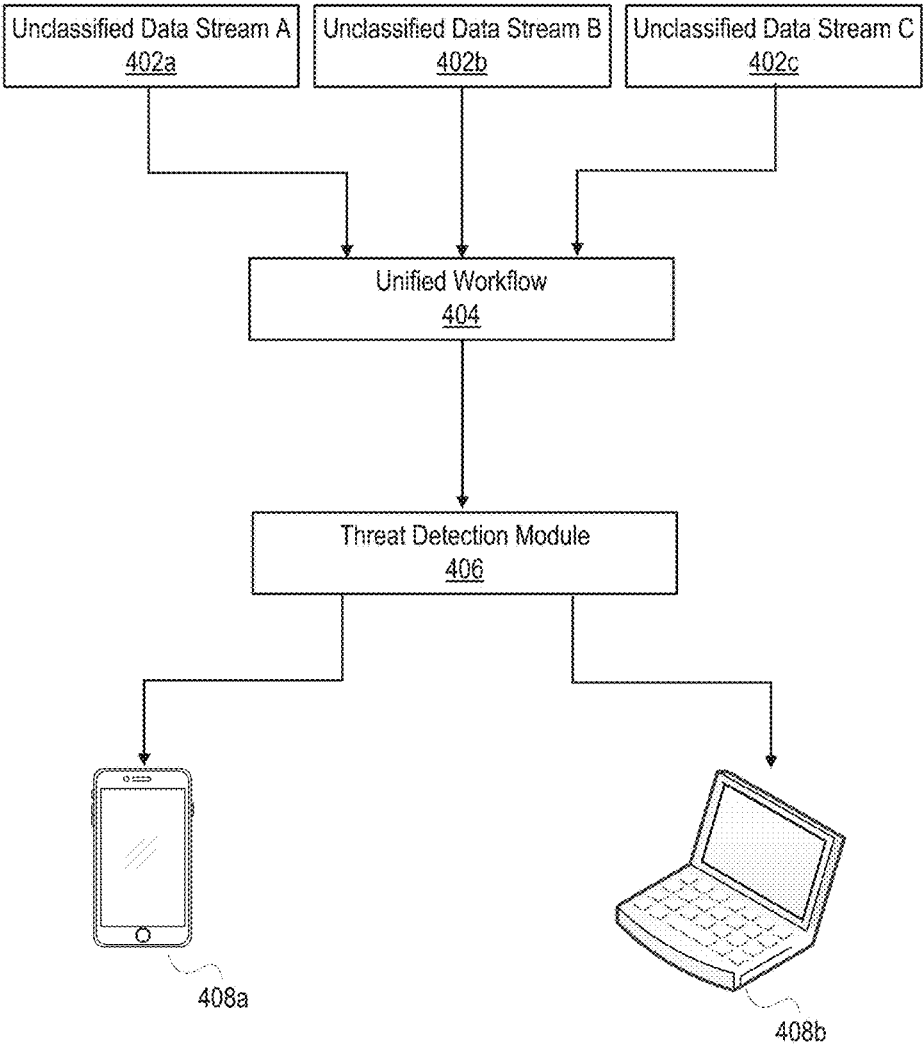 Unclassified Data Stream A
402a
Unclassified Data Stream B
402b
Unclassified Data Stream C
402c
Unified Workflow
404
Threat Detection Module
406
408a
408b